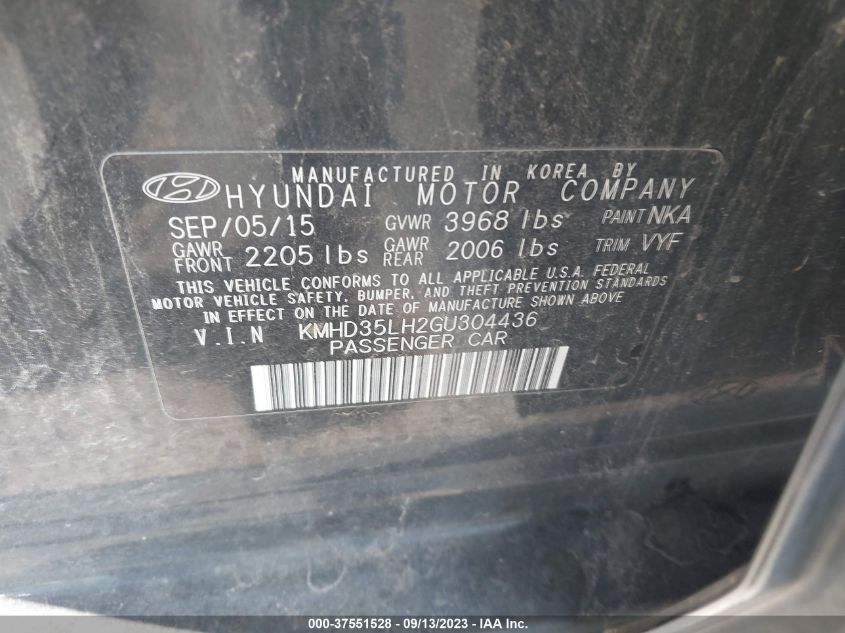 MANUFACTURED IN KOREA BY
HYUNDAI MOTOR COMPANY
SEP/05/15 GVWR 3968 lbs PAINT NKA
GAWR FRONT 2205 lbs GAWR REAR 2006 lbs TRIM VYF
THIS VEHICLE CONFORMS TO ALL APPLICABLE U.S.A. FEDERAL
MOTOR VEHICLE SAFETY, BUMPER, AND THEFT PREVENTION STANDARDS
IN EFFECT ON THE DATE OF MANUFACTURE SHOWN ABOVE
V.I.N KMHD35LH2GU304436
PASSENGER CAR
000-37551528 - 09/13/2023 - IAA Inc.